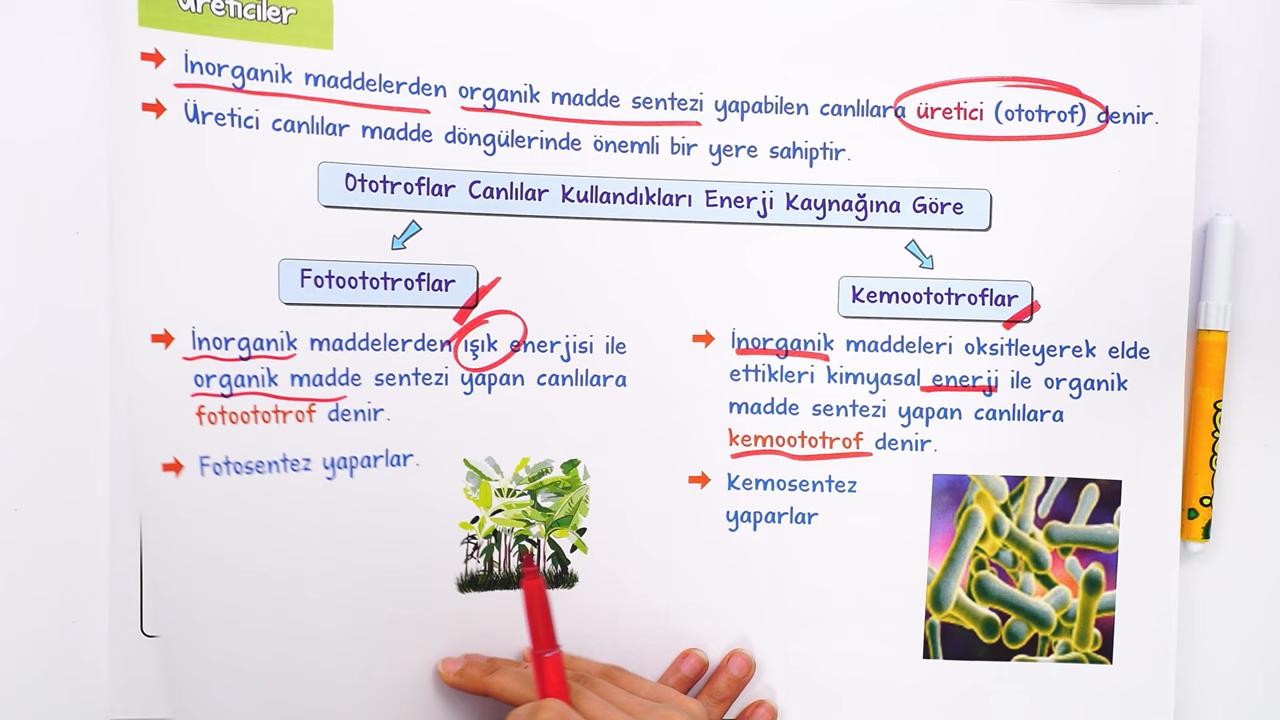 üreticiler
İnorganik maddelerden organik madde sentezi yapabilen canlılara üretici (ototrof) denir.
Üretici canlılar madde döngülerinde önemli bir yere sahiptir.
Ototroflar Canlılar Kullandıkları Enerji Kaynağına Göre
Fotoototroflar
İnorganik maddelerden ışık enerjisi ile
organik madde sentezi yapan canlılara
fotoototrof denir.
Fotosentez yaparlar.
Kemoototroflar
İnorganik maddeleri oksitleyerek elde
ettikleri kimyasal enerji ile organik
madde sentezi yapan canlılara
kemoototrof denir.
Kemosentez
yaparlar